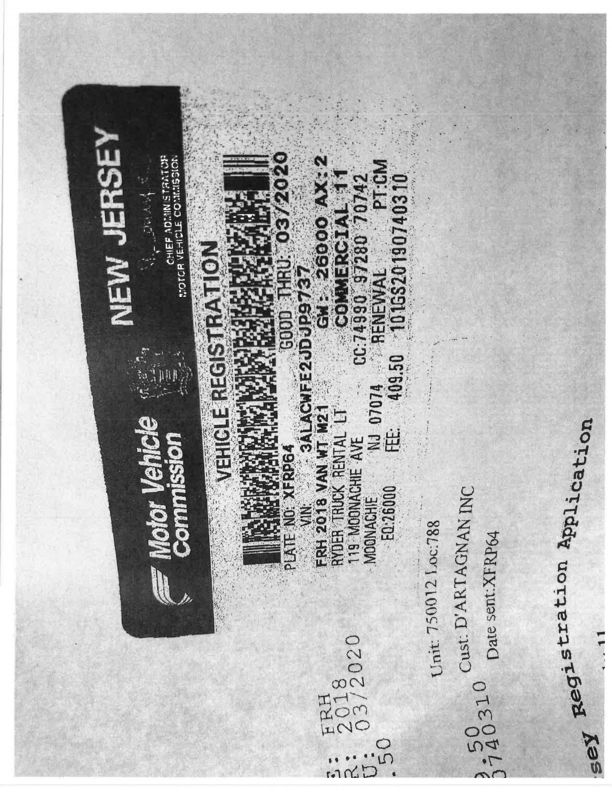 Motor Vehicle
Commission
NEW JERSEY
CHIEF ADMINISTRATOR
MOTOR VEHICLE COMMISSION
VEHICLE REGISTRATION
PLATE NO: XFRP64 GOOD THRU: 03/2020
VIN: 3ALACWFE2JDJP9737
FRH 2018 VAN WT M21 GW: 26000 AX: 2
RYDER TRUCK RENTAL LT COMMERCIAL 11
119 MOONACHIE AVE CC:74990 97280 70742
MOONACHIE NJ 07074 RENEWAL PT:CM
EQ:26000 FEE: 409.50 101GS20190740310
E: FRH
R: 2018
U: 03/2020
.50
Unit: 750012 Loc:788
Cust: D'ARTAGNAN INC
Date sent:XFRP64
9.50
0740310
sey Registration Application